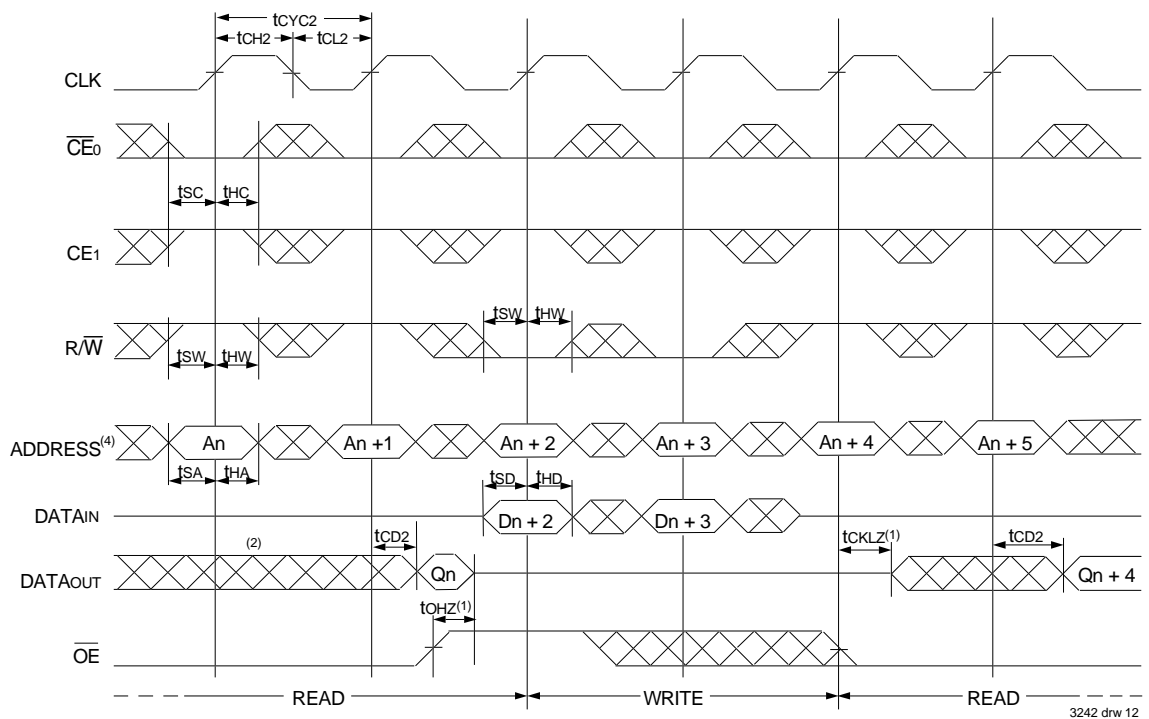 tCYC2
tCH2 tCL2
CLK
CE0
tSC tHC
CE1
tSW tHW
R/W
tSW tHW
ADDRESS(4) An An +1 An + 2 An + 3 An + 4 An + 5
tSA tHA tSD tHD
DATAIN Dn + 2 Dn + 3
(2) tCD2 tCKLZ(1) tCD2
DATAOUT Qn Qn + 4
tOHZ(1)
OE
READ WRITE READ
3242 drw 12